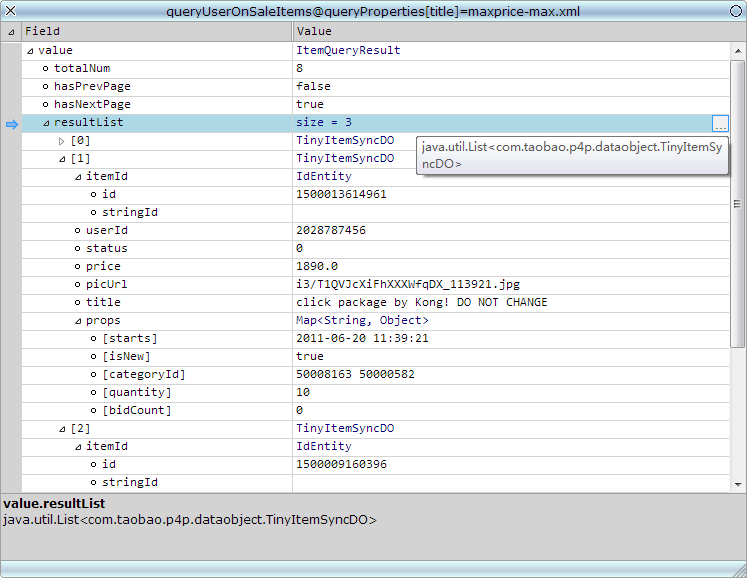 queryUserOnSaleItems@queryProperties[title]=maxprice-max.xml
Field Value
value ItemQueryResult
totalNum 8
hasPrevPage false
hasNextPage true
resultList size = 3 ...
[0] TinyItemSyncDO
java.util.List<com.taobao.p4p.dataobject.TinyItemSy
ncDO>
[1] TinyItemSyncDO
itemId IdEntity
id 1500013614961
stringId
userId 2028787456
status 0
price 1890.0
picUrl i3/T1QVJcXiFhXXXWfqDX_113921.jpg
title click package by Kong! DO NOT CHANGE
props Map<String, Object>
[starts] 2011-06-20 11:39:21
[isNew] true
[categoryId] 50008163 50000582
[quantity] 10
[bidCount] 0
[2] TinyItemSyncDO
itemId IdEntity
id 1500009160396
stringId
value.resultList
java.util.List<com.taobao.p4p.dataobject.TinyItemSyncDO>